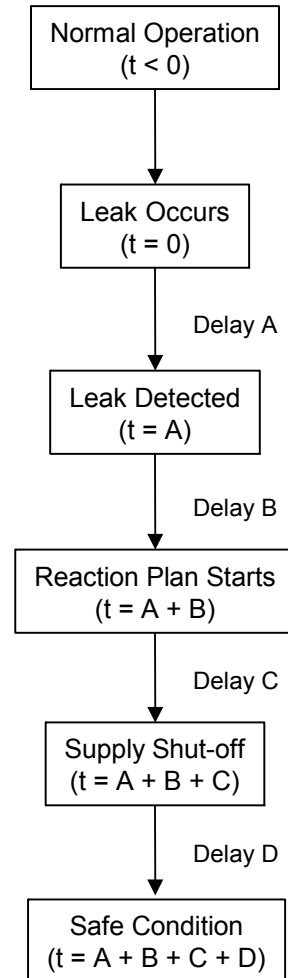 Normal Operation
(t < 0)
Leak Occurs
(t = 0)
Delay A
Leak Detected
(t = A)
Delay B
Reaction Plan Starts
(t = A + B)
Delay C
Supply Shut-off
(t = A + B + C)
Delay D
Safe Condition
(t = A + B + C + D)